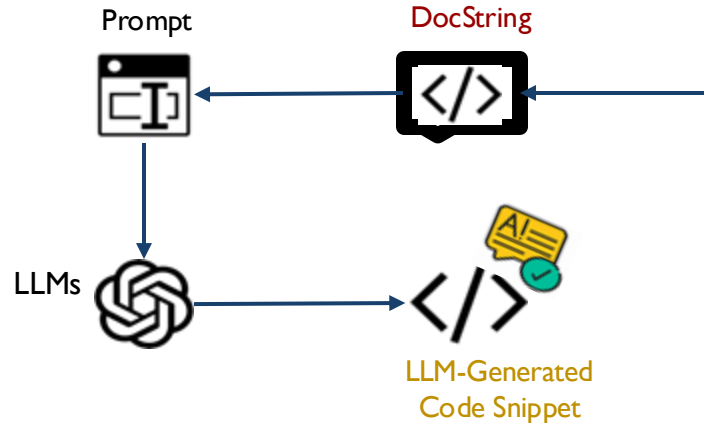 Prompt
DocString
</>
LLMs
AI
</>
LLM-Generated
Code Snippet